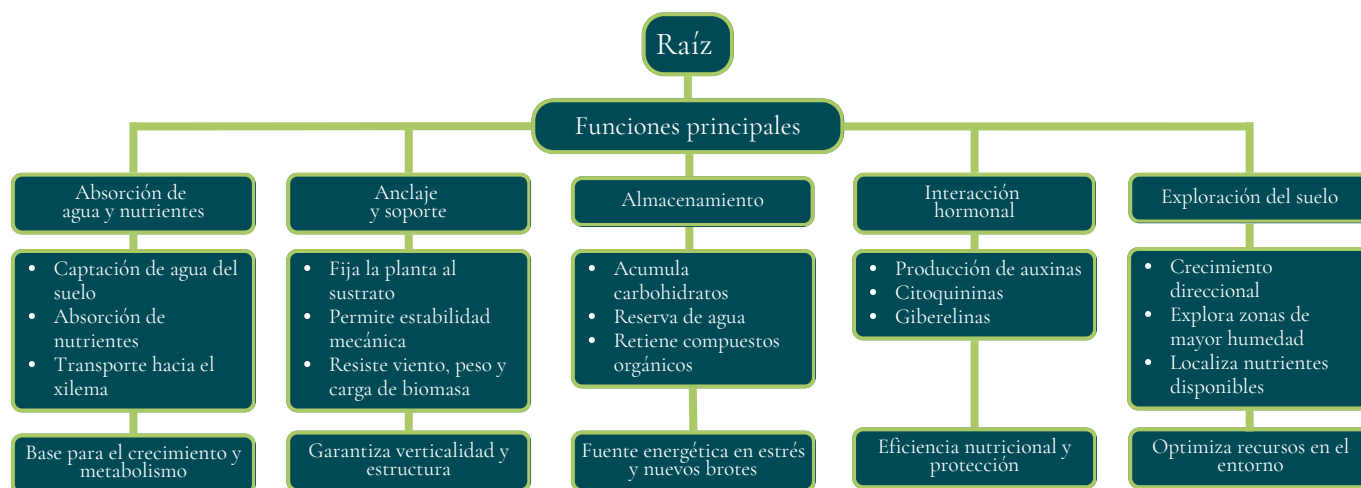 Raíz
Funciones principales
Absorción de
agua y nutrientes
• Captación de agua del
suelo
• Absorción de
nutrientes
• Transporte hacia el
xilema
Base para el crecimiento y
metabolismo
Anclaje
y soporte
• Fija la planta al
sustrato
• Permite estabilidad
mecánica
• Resiste viento, peso y
carga de biomasa
Garantiza verticalidad y
estructura
Almacenamiento
• Acumula
carbohidratos
• Reserva de agua
• Retiene compuestos
orgánicos
Fuente energética en estrés
y nuevos brotes
Interacción
hormonal
• Producción de auxinas
• Citoquininas
• Giberelinas
Eficiencia nutricional y
protección
Exploración del suelo
• Crecimiento
direccional
• Explora zonas de
mayor humedad
• Localiza nutrientes
disponibles
Optimiza recursos en el
entorno